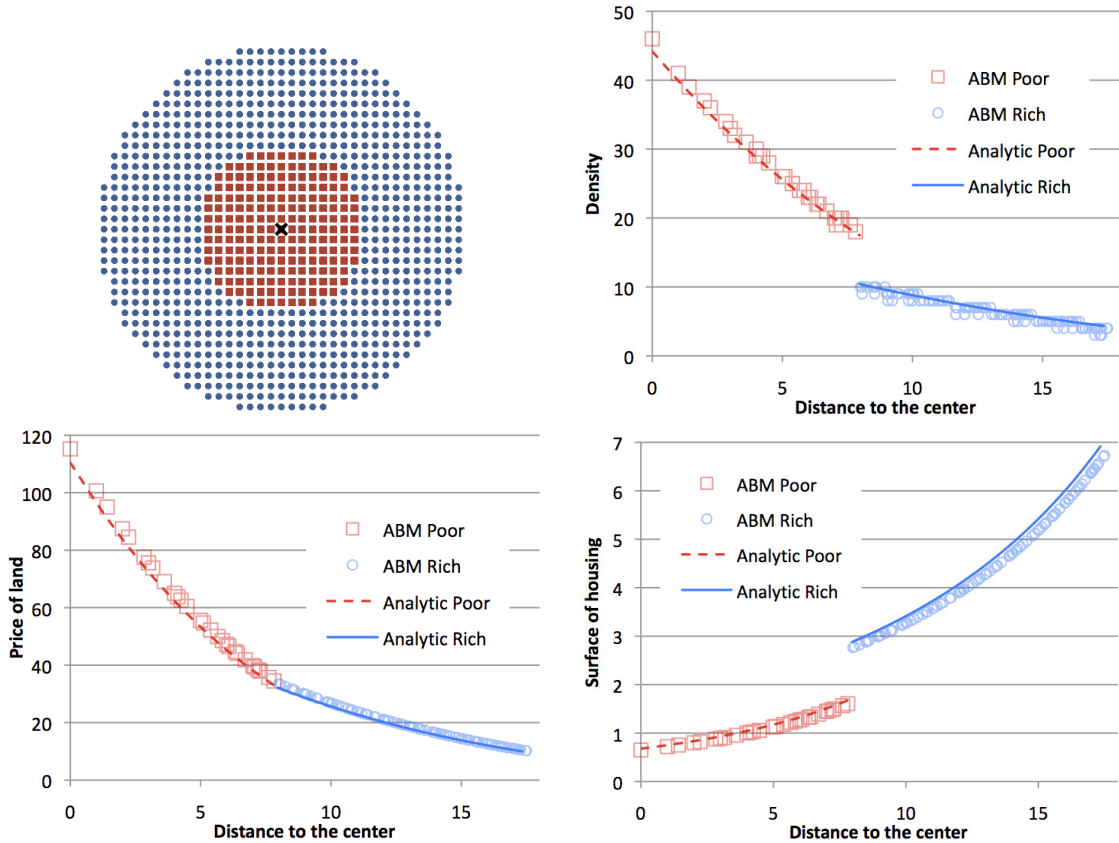 50
40
30
20
10
0
Density
ABM Poor
ABM Rich
Analytic Poor
Analytic Rich
0 5 10 15
Distance to the center
120
100
80
60
40
20
0
Price of land
ABM Poor
ABM Rich
Analytic Poor
Analytic Rich
0 5 10 15
Distance to the center
7
6
5
4
3
2
1
0
Surface of housing
ABM Poor
ABM Rich
Analytic Poor
Analytic Rich
0 5 10 15
Distance to the center